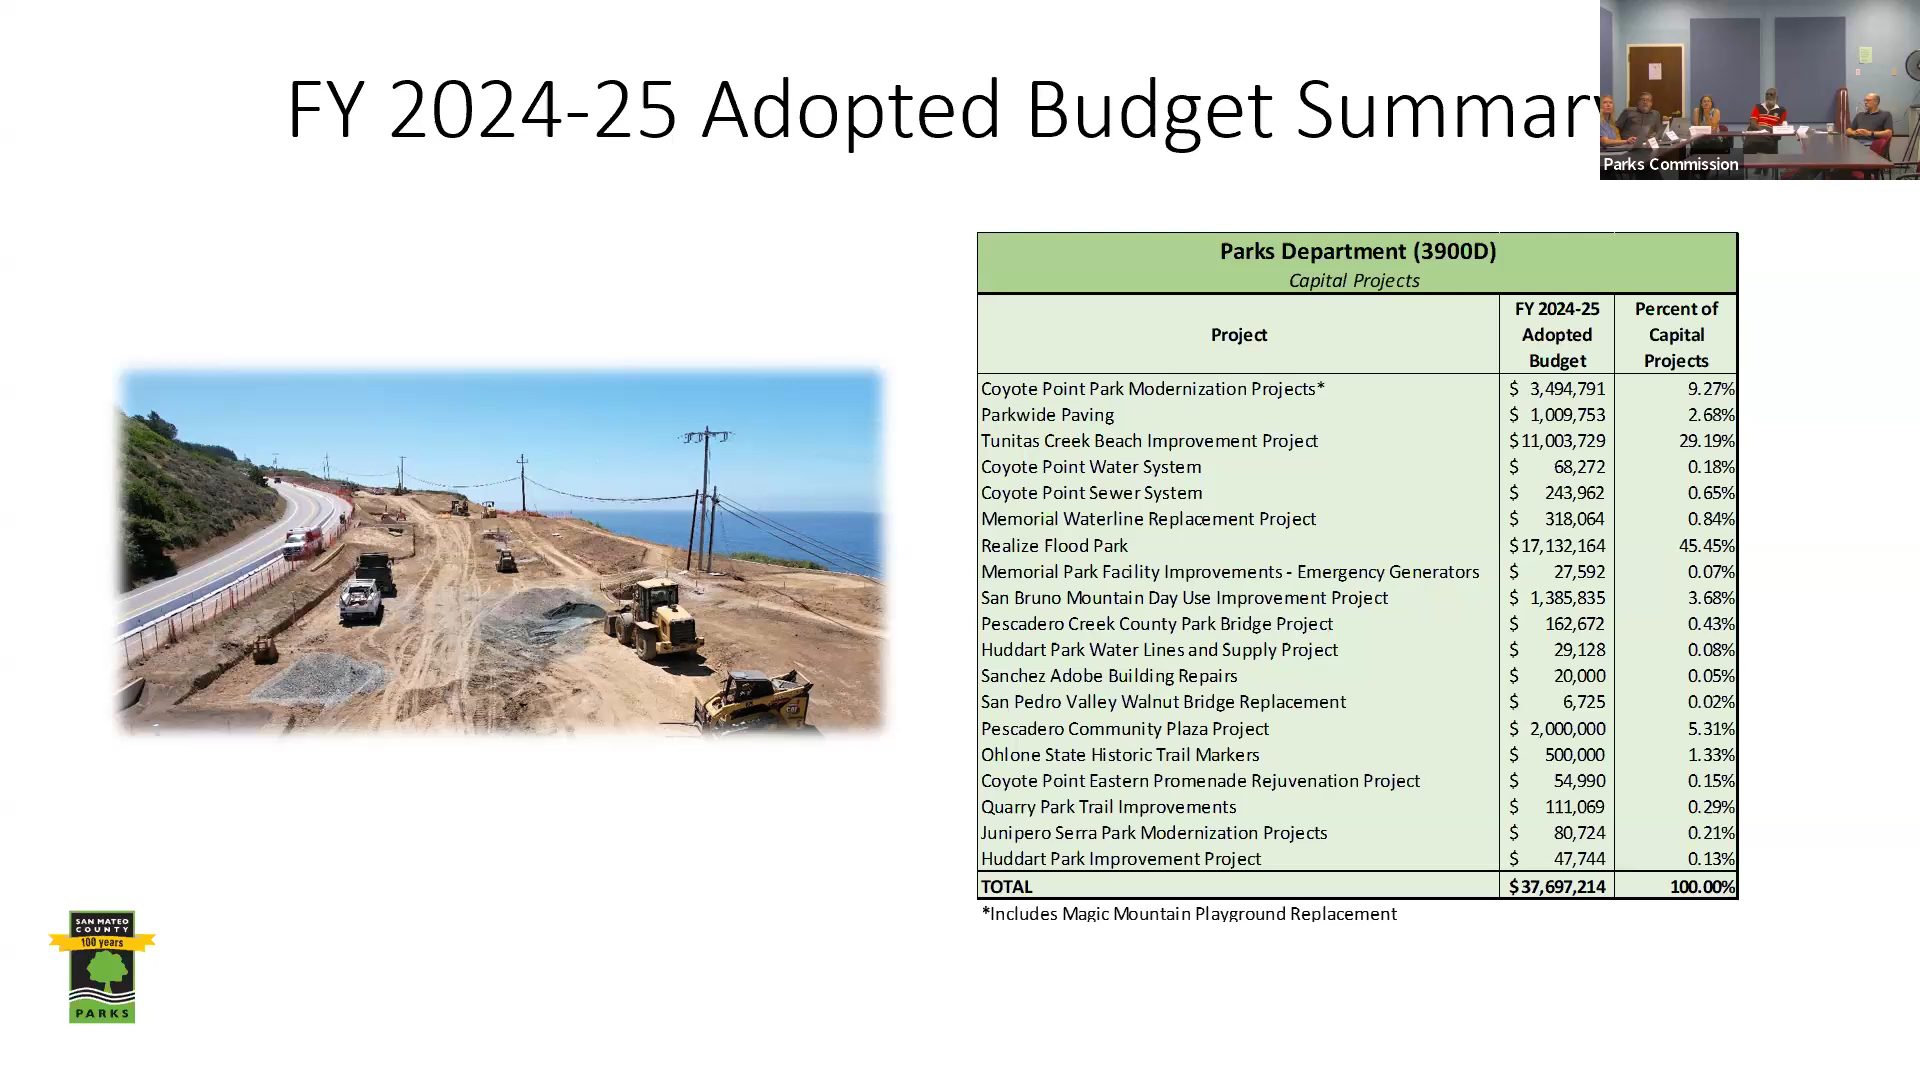 FY 2024-25 Adopted Budget Summary
Parks Commission
Parks Department (3900D)
Capital Projects
Project
FY 2024-25 Adopted Budget
Percent of Capital Projects
Coyote Point Park Modernization Projects* $ 3,494,791 9.27%
Parkwide Paving $ 1,009,753 2.68%
Tunitas Creek Beach Improvement Project $ 11,003,729 29.19%
Coyote Point Water System $ 68,272 0.18%
Coyote Point Sewer System $ 243,962 0.65%
Memorial Waterline Replacement Project $ 318,064 0.84%
Realize Flood Park $ 17,132,164 45.45%
Memorial Park Facility Improvements - Emergency Generators $ 27,592 0.07%
San Bruno Mountain Day Use Improvement Project $ 1,385,835 3.68%
Pescadero Creek County Park Bridge Project $ 162,672 0.43%
Huddart Park Water Lines and Supply Project $ 29,128 0.08%
Sanchez Adobe Building Repairs $ 20,000 0.05%
San Pedro Valley Walnut Bridge Replacement $ 6,725 0.02%
Pescadero Community Plaza Project $ 2,000,000 5.31%
Ohlone State Historic Trail Markers $ 500,000 1.33%
Coyote Point Eastern Promenade Rejuvenation Project $ 54,990 0.15%
Quarry Park Trail Improvements $ 111,069 0.29%
Junipero Serra Park Modernization Projects $ 80,724 0.21%
Huddart Park Improvement Project $ 47,744 0.13%
TOTAL $ 37,697,214 100.00%
*Includes Magic Mountain Playground Replacement
SAN MATEO
COUNTY
100 years
PARKS